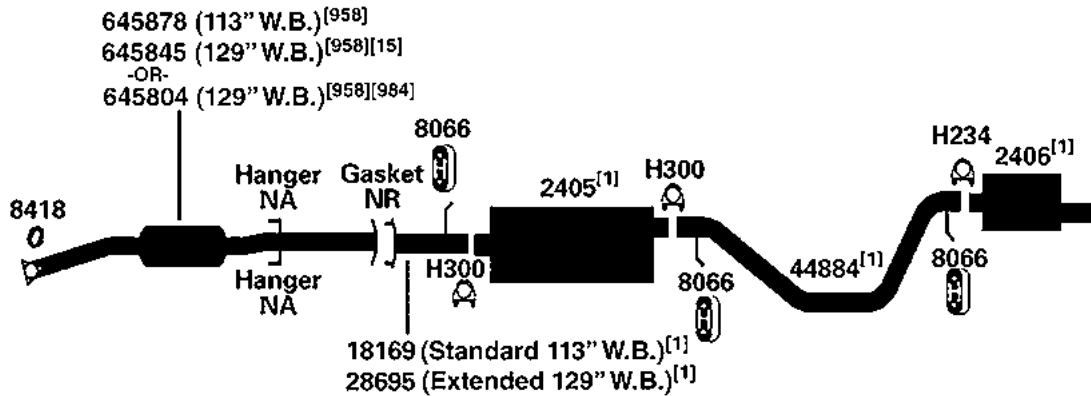 645878 (113" W.B.)[958]
645845 (129" W.B.)[958][15]
-OR-
645804 (129" W.B.)[958][984]
8066
H234
2406[1]
Hanger
NA
Gasket
NR
2405[1]
H300
8418
Hanger
NA
H300
8066
44884[1]
8066
18169 (Standard 113" W.B.)[1]
28695 (Extended 129" W.B.)[1]